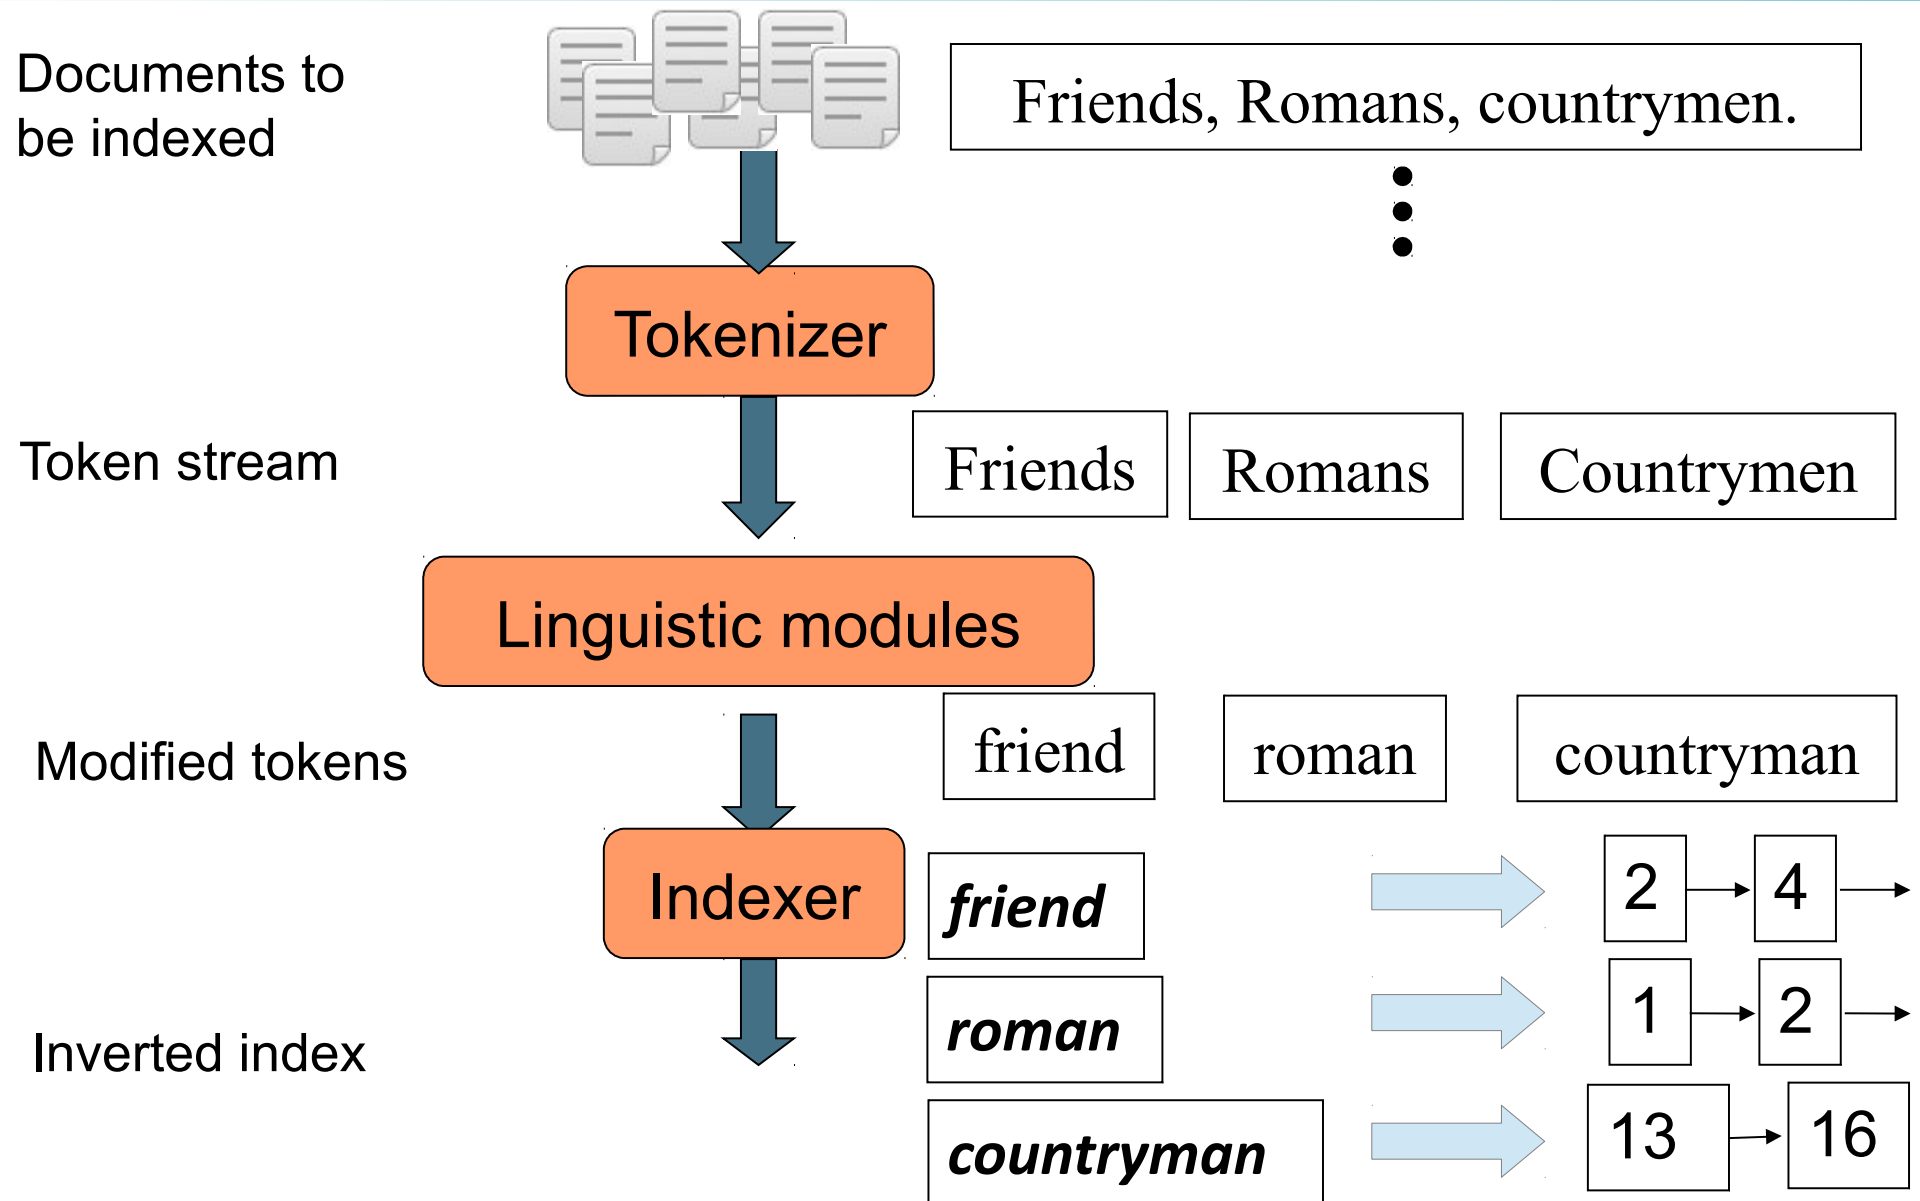 Documents to
be indexed
Friends, Romans, countrymen.
Tokenizer
Token stream
Friends
Romans
Countrymen
Linguistic modules
Modified tokens
friend
roman
countryman
Indexer
friend
2
4
roman
1
2
Inverted index
countryman
13
16